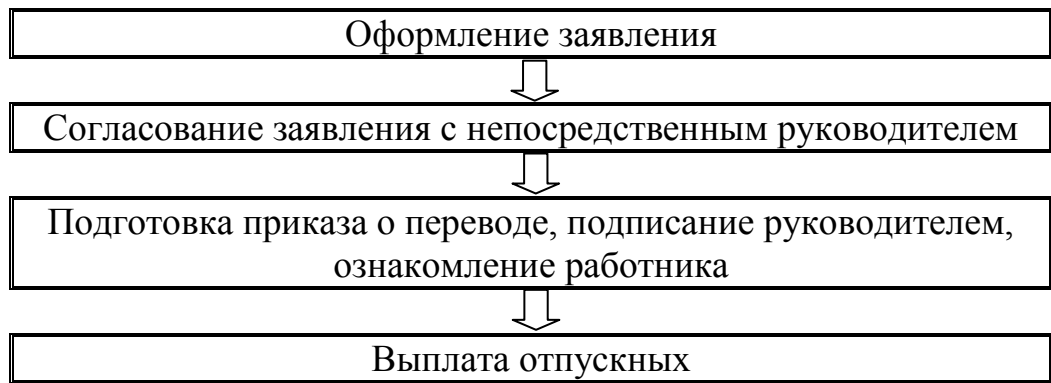 Оформление заявления
Согласование заявления с непосредственным руководителем
Подготовка приказа о переводе, подписание руководителем,
ознакомление работника
Выплата отпускных